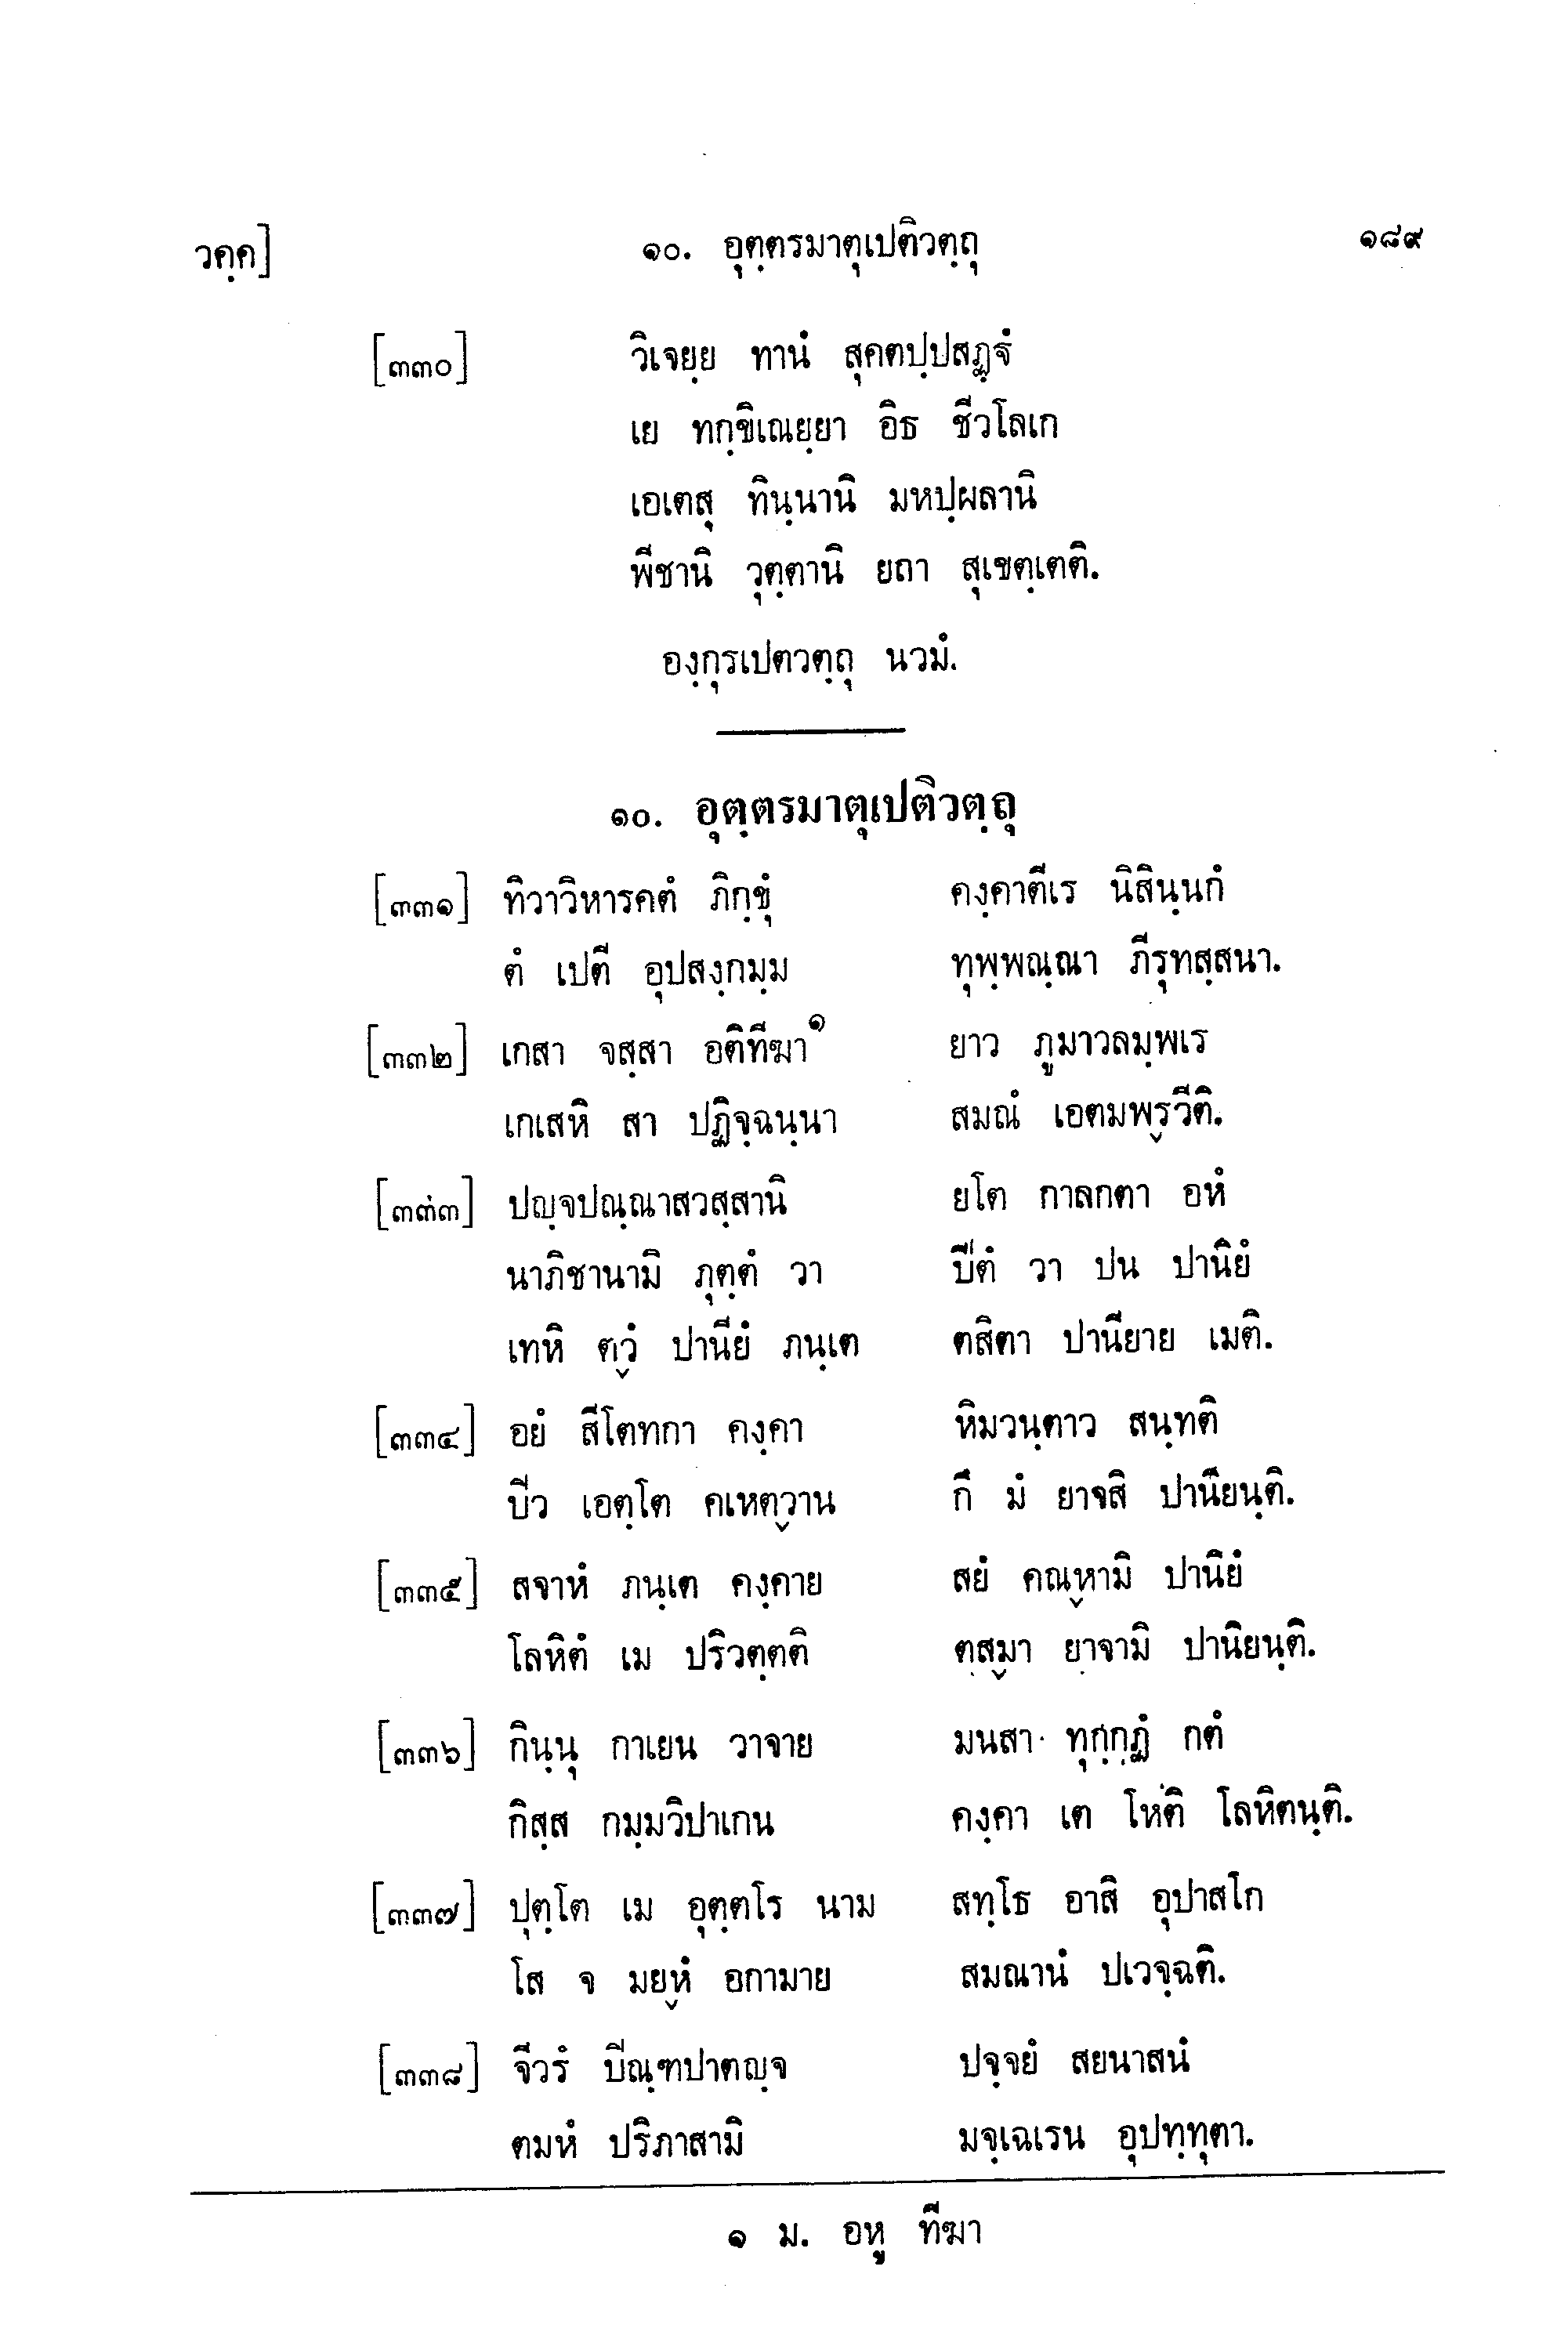 วคฺค] ๑๐. อุตฺตรมาตุเปติวตฺถุ ๑๘๙
[๓๓๐] วิเจยฺย ทานํ สุคตปฺปสฏฺฐํ
เย ทกฺขิเณยฺยา อิธ ชีวโลเก
เอเตสุ ทินฺนานิ มหปฺผลานิ
พีชานิ วุตฺตานิ ยถา สุเขตฺเตติ.
องฺกุรเปตวตฺถุ นวมํ.
๑๐. อุตฺตรมาตุเปติวตฺถุ
[๓๓๑] ทิวาวิหารคตํ ภิกฺขุํ คงฺคาตีเร นิสินฺนกํ
ตํ เปตี อุปสงฺกมฺม ทุพฺพณฺณา ภีรุทสฺสนา.
[๓๓๒] เกสา จสฺสา อติทีฆา๑ ยาว ภูมาวลมฺพเร
เกเสหิ สา ปฏิจฺฉนฺนา สมณํ เอตมพฺรวีติ.
[๓๓๓] ปญฺจปณฺณาสวสฺสานิ ยโต กาลกตา อหํ
นาภิชานามิ ภุตฺตํ วา ปีตํ วา ปน ปานิยํ
เทหิ ตฺวํ ปานียํ ภนฺเต ตสิตา ปานียาย เมติ.
[๓๓๔] อยํ สีโตทกา คงฺคา หิมวนฺตาว สนฺทติ
ปิว เอตฺโต คเหตฺวาน กึ มํ ยาจสิ ปานียนฺติ.
[๓๓๕] สจาหํ ภนฺเต คงฺคาย สยํ คณฺหามิ ปานิยํ
โลหิตํ เม ปริวตฺตติ ตสฺมา ยาจามิ ปานิยนฺติ.
[๓๓๖] กินฺนุ กาเยน วาจาย มนสา ทุกฺกฏํ กตํ
กิสฺส กมฺมวิปาเกน คงฺคา เต โหติ โลหิตนฺติ.
[๓๓๗] ปุตฺโต เม อุตฺตโร นาม สทฺโธ อาสิ อุปาสโก
โส จ มยฺหํ อกามาย สมณานํ ปเวจฺฉติ.
[๓๓๘] จีวรํ ปิณฺฑปาตญฺจ ปจฺจยํ สยนาสนํ
ตมหํ ปริภาสามิ มจฺเฉเรน อุปทฺทุตา.
๑ ม. อหู ทีฆา